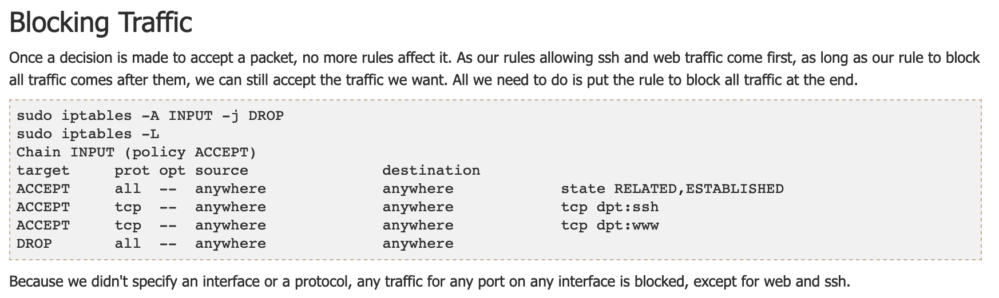 Blocking Traffic
Once a decision is made to accept a packet, no more rules affect it. As our rules allowing ssh and web traffic come first, as long as our rule to block
all traffic comes after them, we can still accept the traffic we want. All we need to do is put the rule to block all traffic at the end.
sudo iptables -A INPUT -j DROP
sudo iptables -L
Chain INPUT (policy ACCEPT)
target     prot opt source               destination
ACCEPT     all  --  anywhere             anywhere            state RELATED,ESTABLISHED
ACCEPT     tcp  --  anywhere             anywhere            tcp dpt:ssh
ACCEPT     tcp  --  anywhere             anywhere            tcp dpt:www
DROP       all  --  anywhere             anywhere
Because we didn't specify an interface or a protocol, any traffic for any port on any interface is blocked, except for web and ssh.